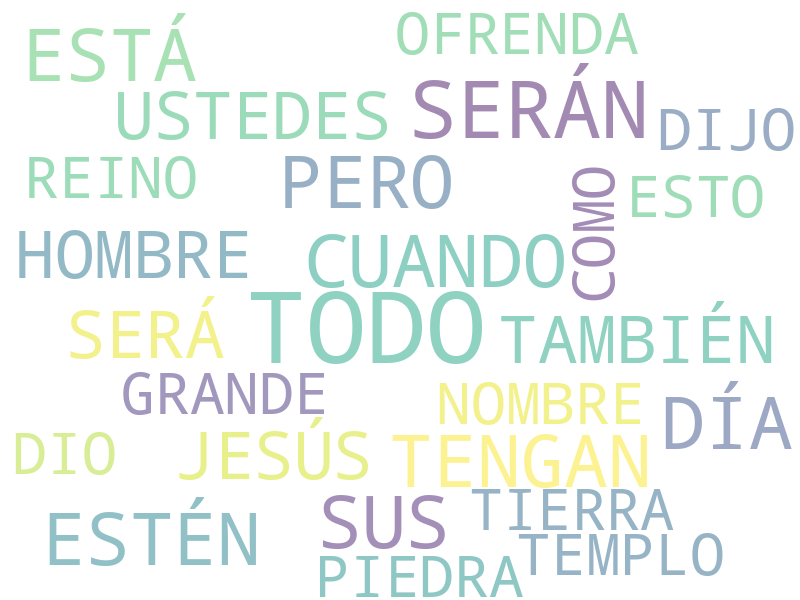 ESTÁ
OFRENDA
USTEDES
SERÁN
DIJO
REINO
PERO
COMO
ESTO
HOMBRE
CUANDO
TODO
SERÁ
TAMBIÉN
GRANDE
NOMBRE
DÍA
DIO
JESÚS
TENGAN
ESTÉN
SUS
TIERRA
TEMPLO
PIEDRA